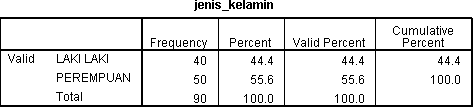 jenis_kelamin
Frequency Percent Valid Percent Cumulative Percent
Valid LAKI LAKI 40 44.4 44.4 44.4
PEREMPUAN 50 55.6 55.6 100.0
Total 90 100.0 100.0